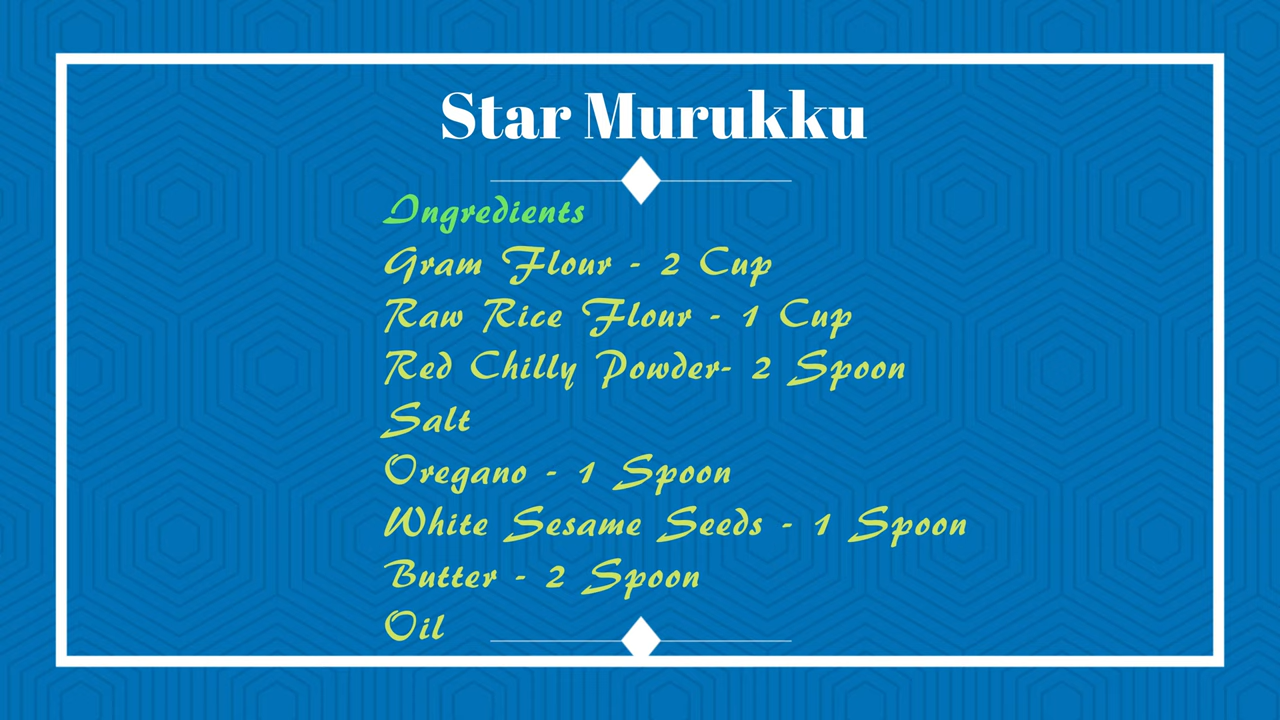 Star Murukku
Ingredients
Gram Flour - 2 Cup
Raw Rice Flour - 1 Cup
Red Chilly Powder- 2 Spoon
Salt
Oregano - 1 Spoon
White Sesame Seeds - 1 Spoon
Butter - 2 Spoon
Oil